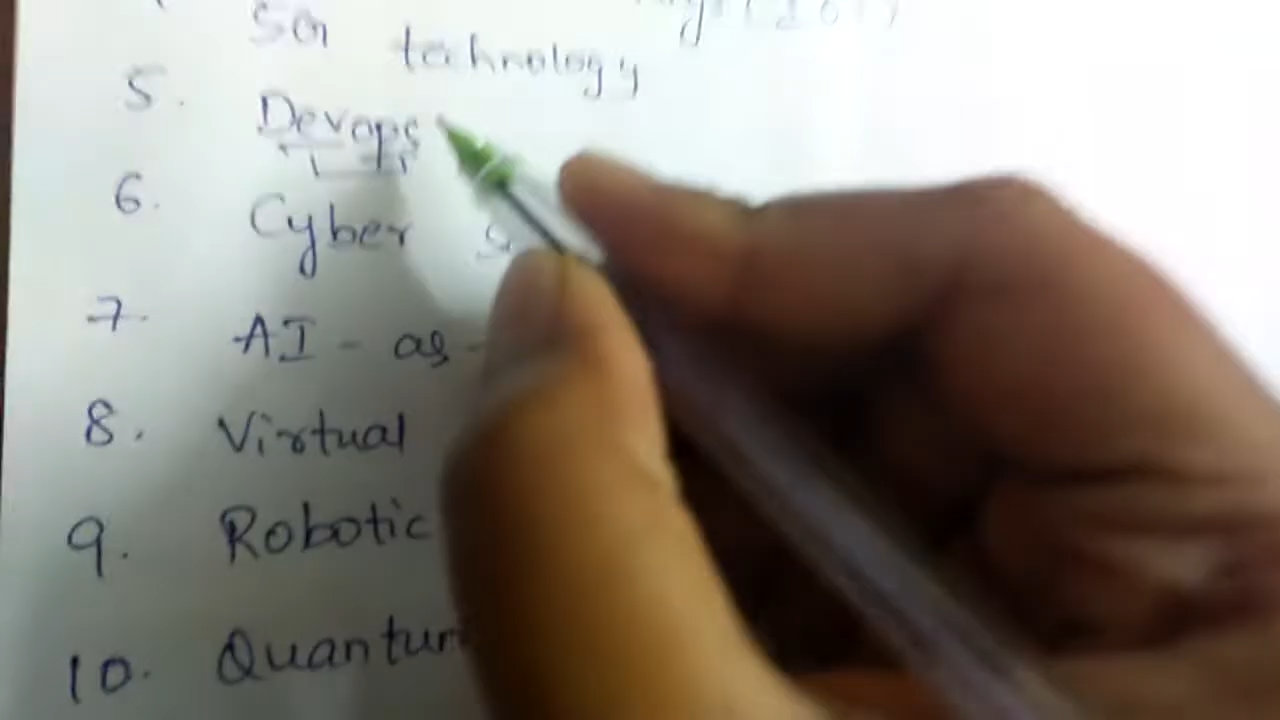 5G technology
5. Devops
6. Cyber S
7. AI - as -
8. Virtual
9. Robotic
10. Quantum